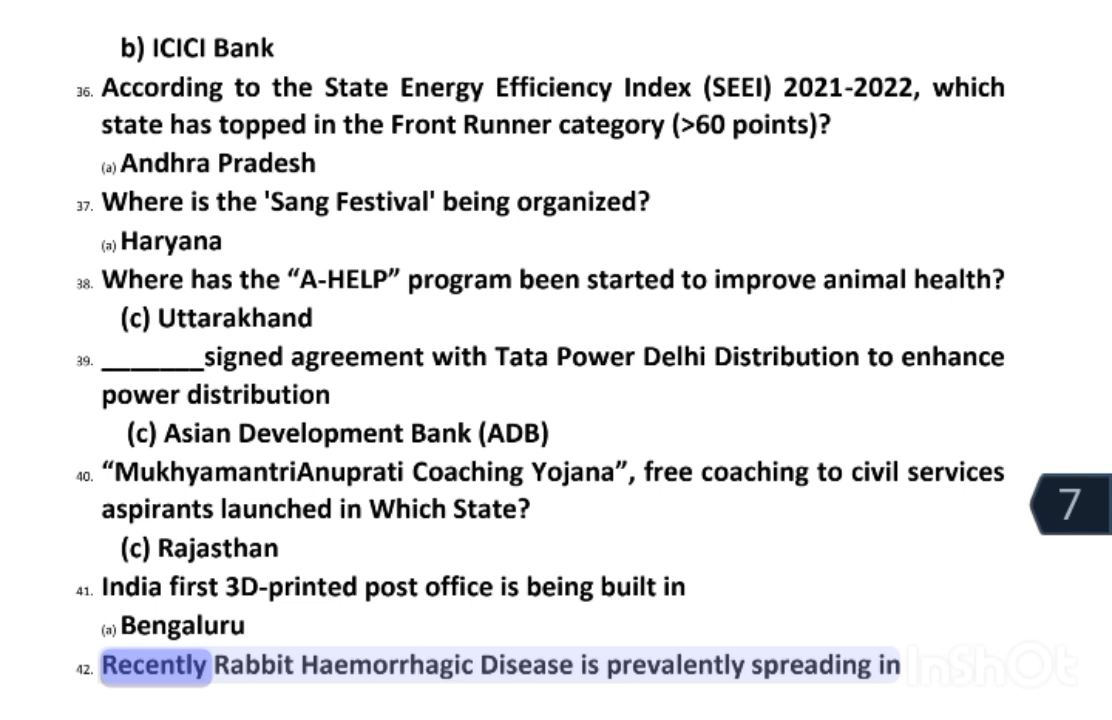 b) ICICI Bank
36. According to the State Energy Efficiency Index (SEEI) 2021-2022, which
state has topped in the Front Runner category (>60 points)?
(a) Andhra Pradesh
37. Where is the 'Sang Festival' being organized?
(a) Haryana
38. Where has the “A-HELP” program been started to improve animal health?
(c) Uttarakhand
39. _______signed agreement with Tata Power Delhi Distribution to enhance
power distribution
(c) Asian Development Bank (ADB)
40. “MukhyamantriAnuprati Coaching Yojana”, free coaching to civil services
aspirants launched in Which State?
7
(c) Rajasthan
41. India first 3D-printed post office is being built in
(a) Bengaluru
42. Recently Rabbit Haemorrhagic Disease is prevalently spreading in
InShOt